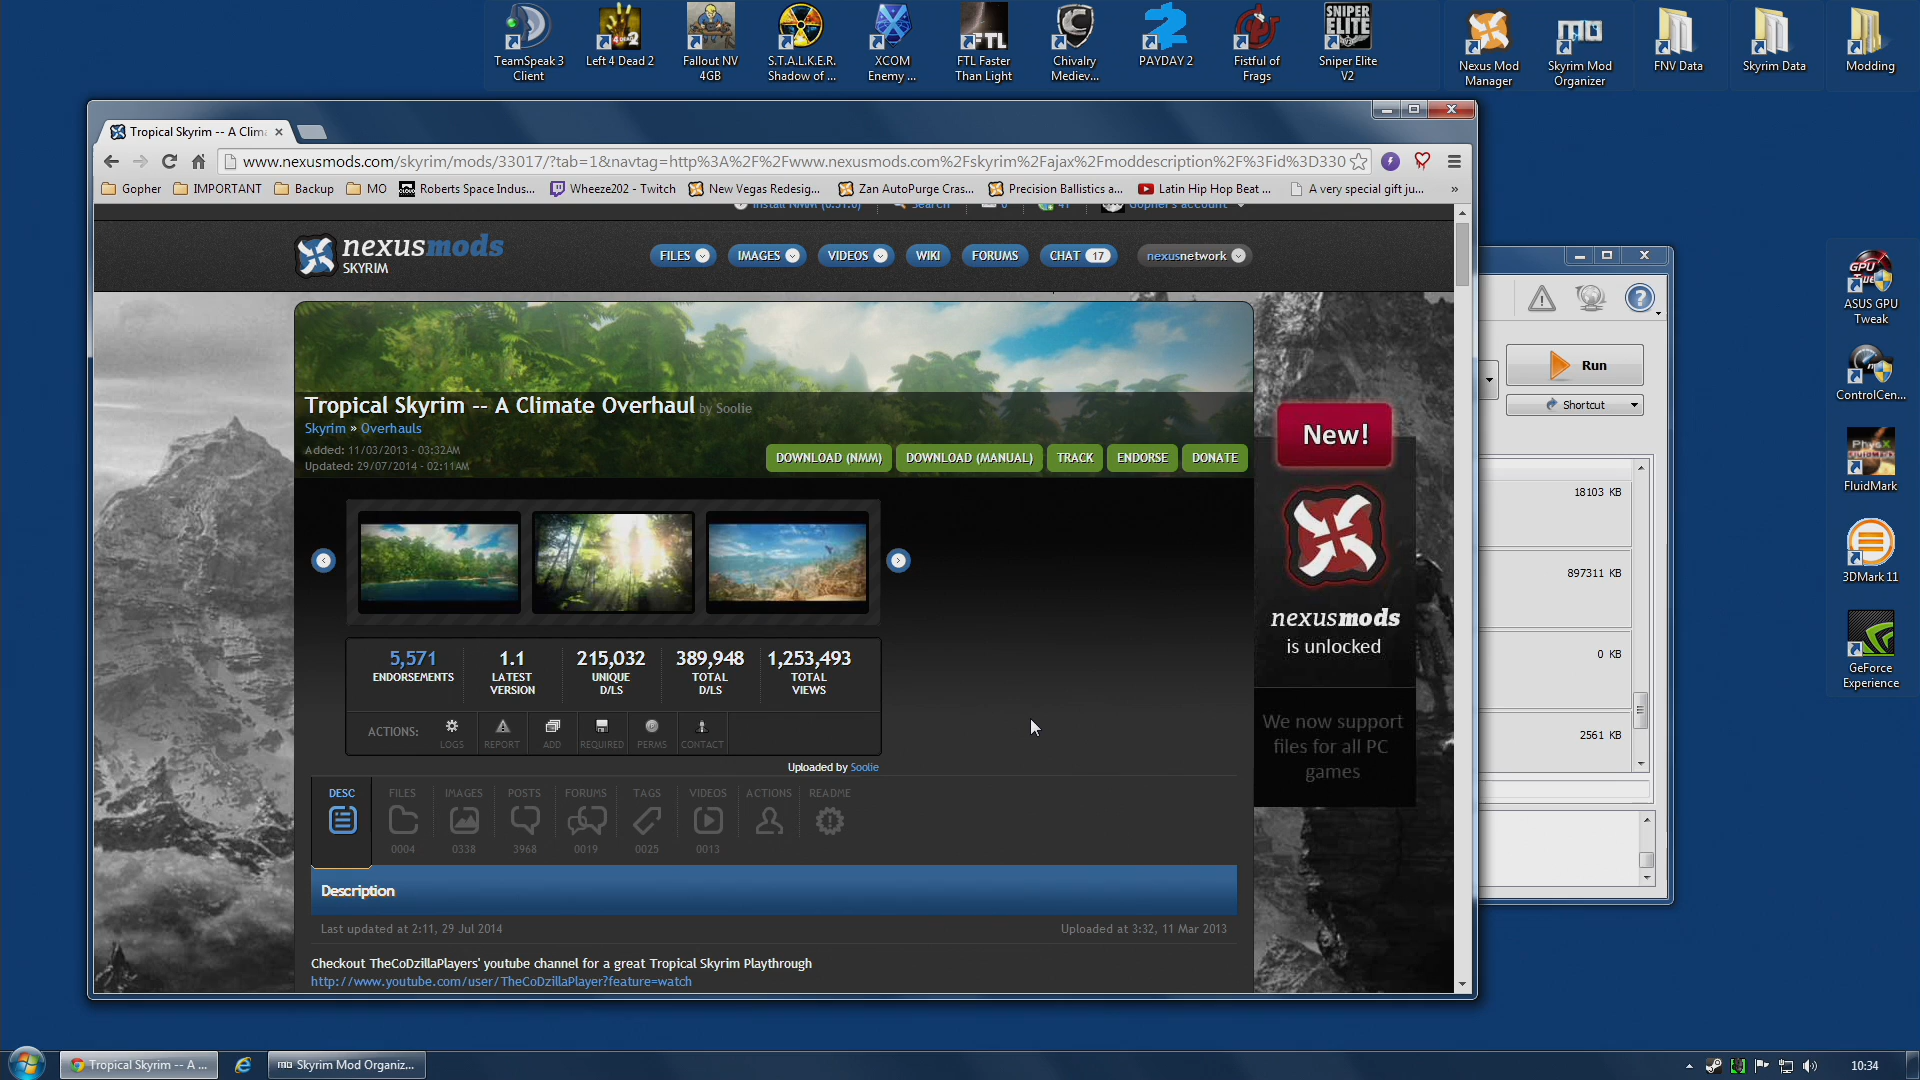 TeamSpeak 3 Client
Left 4 Dead 2
Fallout NV 4GB
S.T.A.L.K.E.R. Shadow of ...
XCOM Enemy ...
FTL Faster Than Light
Chivalry Mediev...
PAYDAY 2
Fistful of Frags
Sniper Elite V2
Nexus Mod Manager
Skyrim Mod Organizer
FNV Data
Skyrim Data
Modding
Tropical Skyrim -- A Clima
www.nexusmods.com/skyrim/mods/33017/?tab=1&navtag=http%3A%2F%2Fwww.nexusmods.com%2Fskyrim%2Fajax%2Fmoddescription%2F%3Fid%3D330
Gopher
IMPORTANT
Backup
MO
Roberts Space Indus...
Wheeze202 - Twitch
New Vegas Redesig...
Zan AutoPurge Cras...
Precision Ballistics a...
Latin Hip Hop Beat ...
A very special gift ju...
»
Install NMM (0.51.0)
Search
0
41
Gopher's account
nexusmods
SKYRIM
FILES
IMAGES
VIDEOS
WIKI
FORUMS
CHAT 17
nexusnetwork
Tropical Skyrim -- A Climate Overhaul by Soolie
Skyrim » Overhauls
Added: 11/03/2013 - 03:32AM
Updated: 29/07/2014 - 02:11AM
DOWNLOAD (NMM)
DOWNLOAD (MANUAL)
TRACK
ENDORSE
DONATE
5,571 ENDORSEMENTS
1.1 LATEST VERSION
215,032 UNIQUE D/LS
389,948 TOTAL D/LS
1,253,493 TOTAL VIEWS
ACTIONS:
LOGS
REPORT
ADD
REQUIRED
PERMS
CONTACT
Uploaded by Soolie
DESC
FILES 0004
IMAGES 0338
POSTS 3968
FORUMS 0019
TAGS 0025
VIDEOS 0013
ACTIONS
README
Description
Last updated at 2:11, 29 Jul 2014
Uploaded at 3:32, 11 Mar 2013
Checkout TheCoDzillaPlayers' youtube channel for a great Tropical Skyrim Playthrough
http://www.youtube.com/user/TheCoDzillaPlayer?feature=watch
New!
nexusmods
is unlocked
We now support
files for all PC
games
Run
Shortcut
18103 KB
897311 KB
0 KB
2561 KB
ASUS GPU Tweak
ControlCen...
FluidMark
3DMark 11
GeForce Experience
Tropical Skyrim -- A ...
Skyrim Mod Organiz...
10:34